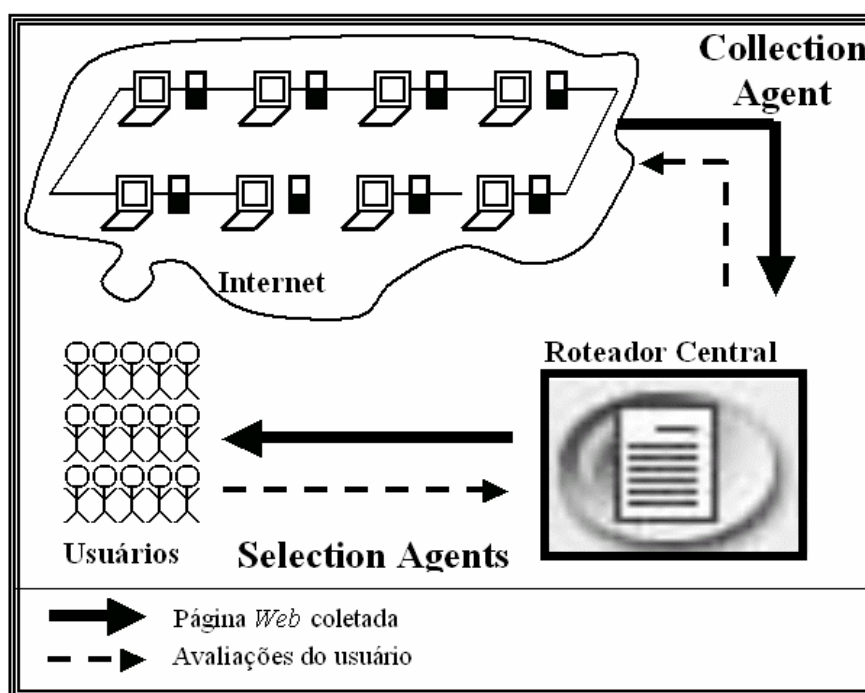 Collection
Agent
Internet
Roteador Central
Usuários
Selection Agents
Página Web coletada
Avaliações do usuário